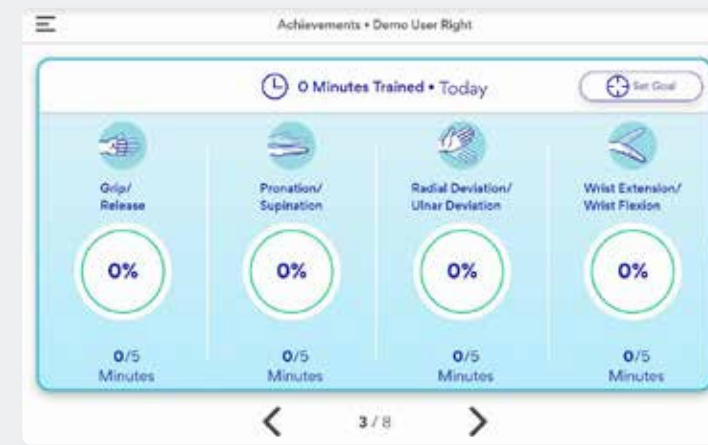 Achievements • Demo User Right
0 Minutes Trained • Today
Set Goal
Grip/
Release
Pronation/
Supination
Radial Deviation/
Ulnar Deviation
Wrist Extension/
Wrist Flexion
0%
0%
0%
0%
0/5
Minutes
0/5
Minutes
0/5
Minutes
0/5
Minutes
3 / 8